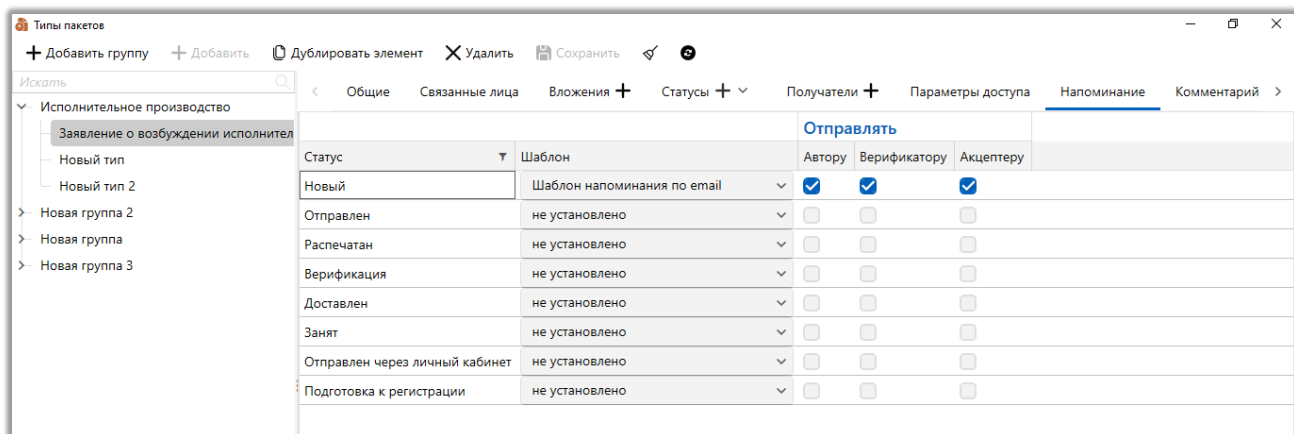 Типы пакетов
Добавить группу Добавить Дублировать элемент Удалить Сохранить
Искать
Общие Связанные лица Вложения Статусы Получатели Параметры доступа Напоминание Комментарий
Исполнительное производство
Заявление о возбуждении исполнител
Новый тип
Новый тип 2
Новая группа 2
Новая группа
Новая группа 3
Отправлять
Статус Шаблон Автору Верификатору Акцептеру
Новый Шаблон напоминания по email
Отправлен не установлено
Распечатан не установлено
Верификация не установлено
Доставлен не установлено
Занят не установлено
Отправлен через личный кабинет не установлено
Подготовка к регистрации не установлено